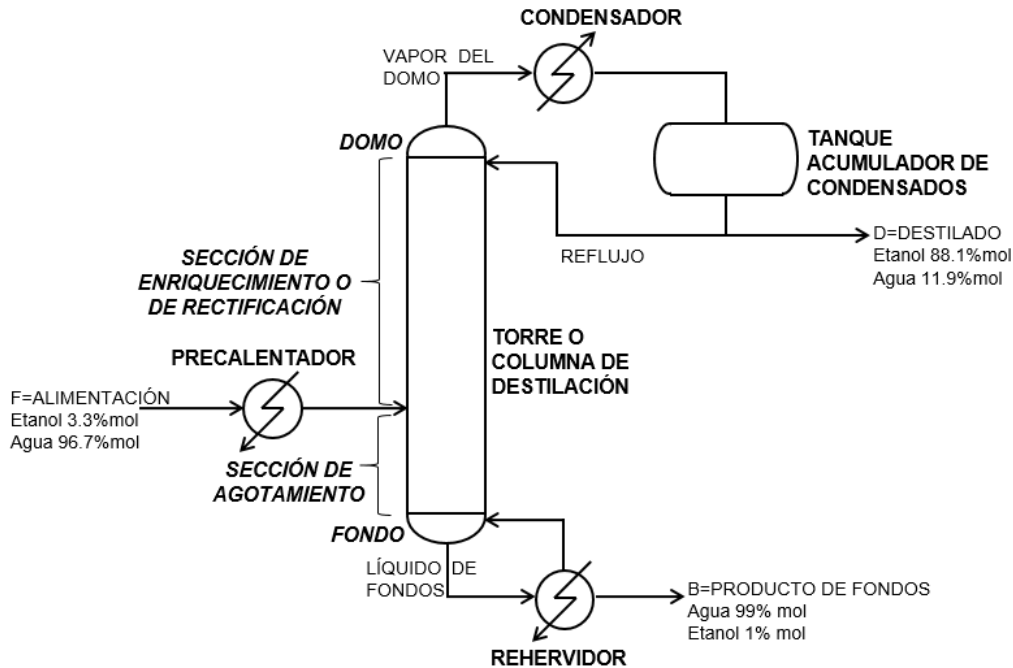 CONDENSADOR
VAPOR DEL
DOMO
DOMO
TANQUE
ACUMULADOR DE
CONDENSADOS
D=DESTILADO
Etanol 88.1%mol
Agua 11.9%mol
REFLUJO
SECCIÓN DE
ENRIQUECIMIENTO O
DE RECTIFICACIÓN
TORRE O
COLUMNA DE
DESTILACIÓN
PRECALENTADOR
F=ALIMENTACIÓN
Etanol 3.3%mol
Agua 96.7%mol
SECCIÓN DE
AGOTAMIENTO
FONDO
LÍQUIDO DE
FONDOS
B=PRODUCTO DE FONDOS
Agua 99% mol
Etanol 1% mol
REHERVIDOR